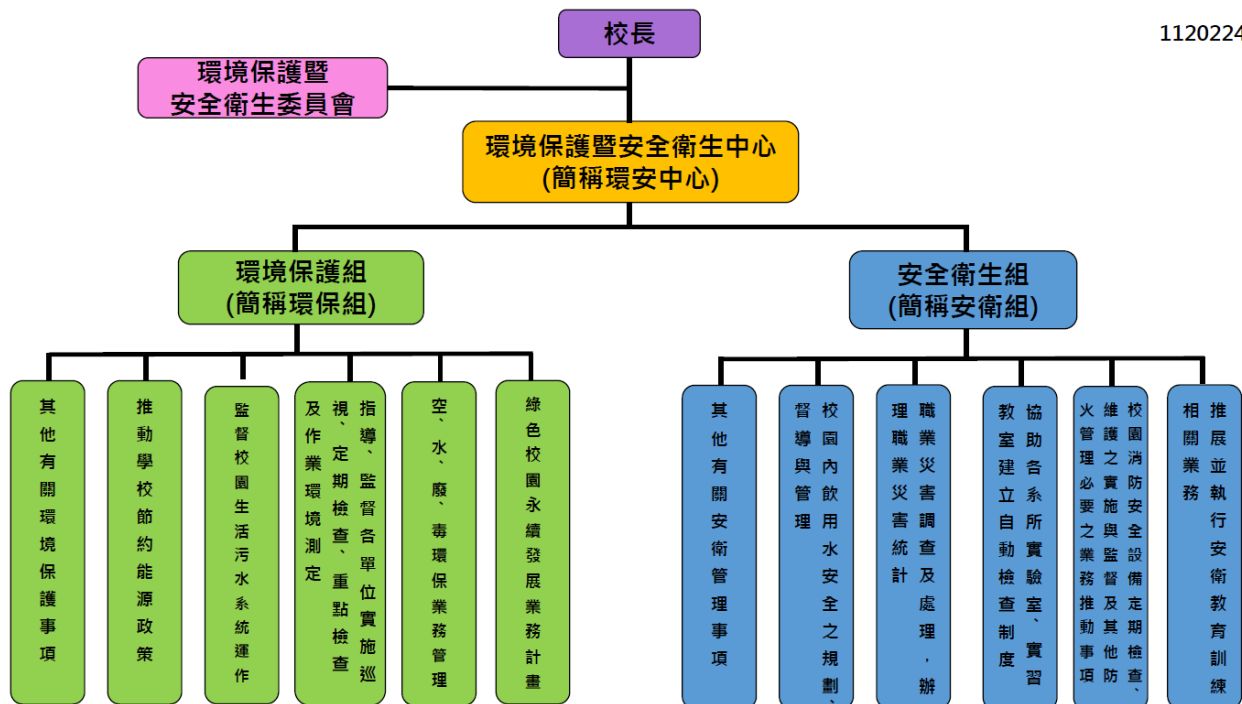 校長
1120224
環境保護暨
安全衛生委員會
環境保護暨安全衛生中心
(簡稱環安中心)
環境保護組
(簡稱環保組)
安全衛生組
(簡稱安衛組)
其他有關環境保護事項
推動學校節約能源政策
監督校園生活污水系統運作
指導、監督各單位實施巡
視、定期檢查、重點檢查
及作業環境測定
空、水、廢、毒環保業務管理
綠色校園永續發展業務計畫
其他有關安衛管理事項
校園內飲用水安全之規劃、
督導與管理
職業災害調查及處理，辦
理職業災害統計
協助各系所實驗室、實習
教室建立自動檢查制度
校園消防安全設備定期檢查、
維護之實施與監督及其他防
火管理必要之業務推動事項
推展並執行安衛教育訓練
相關業務